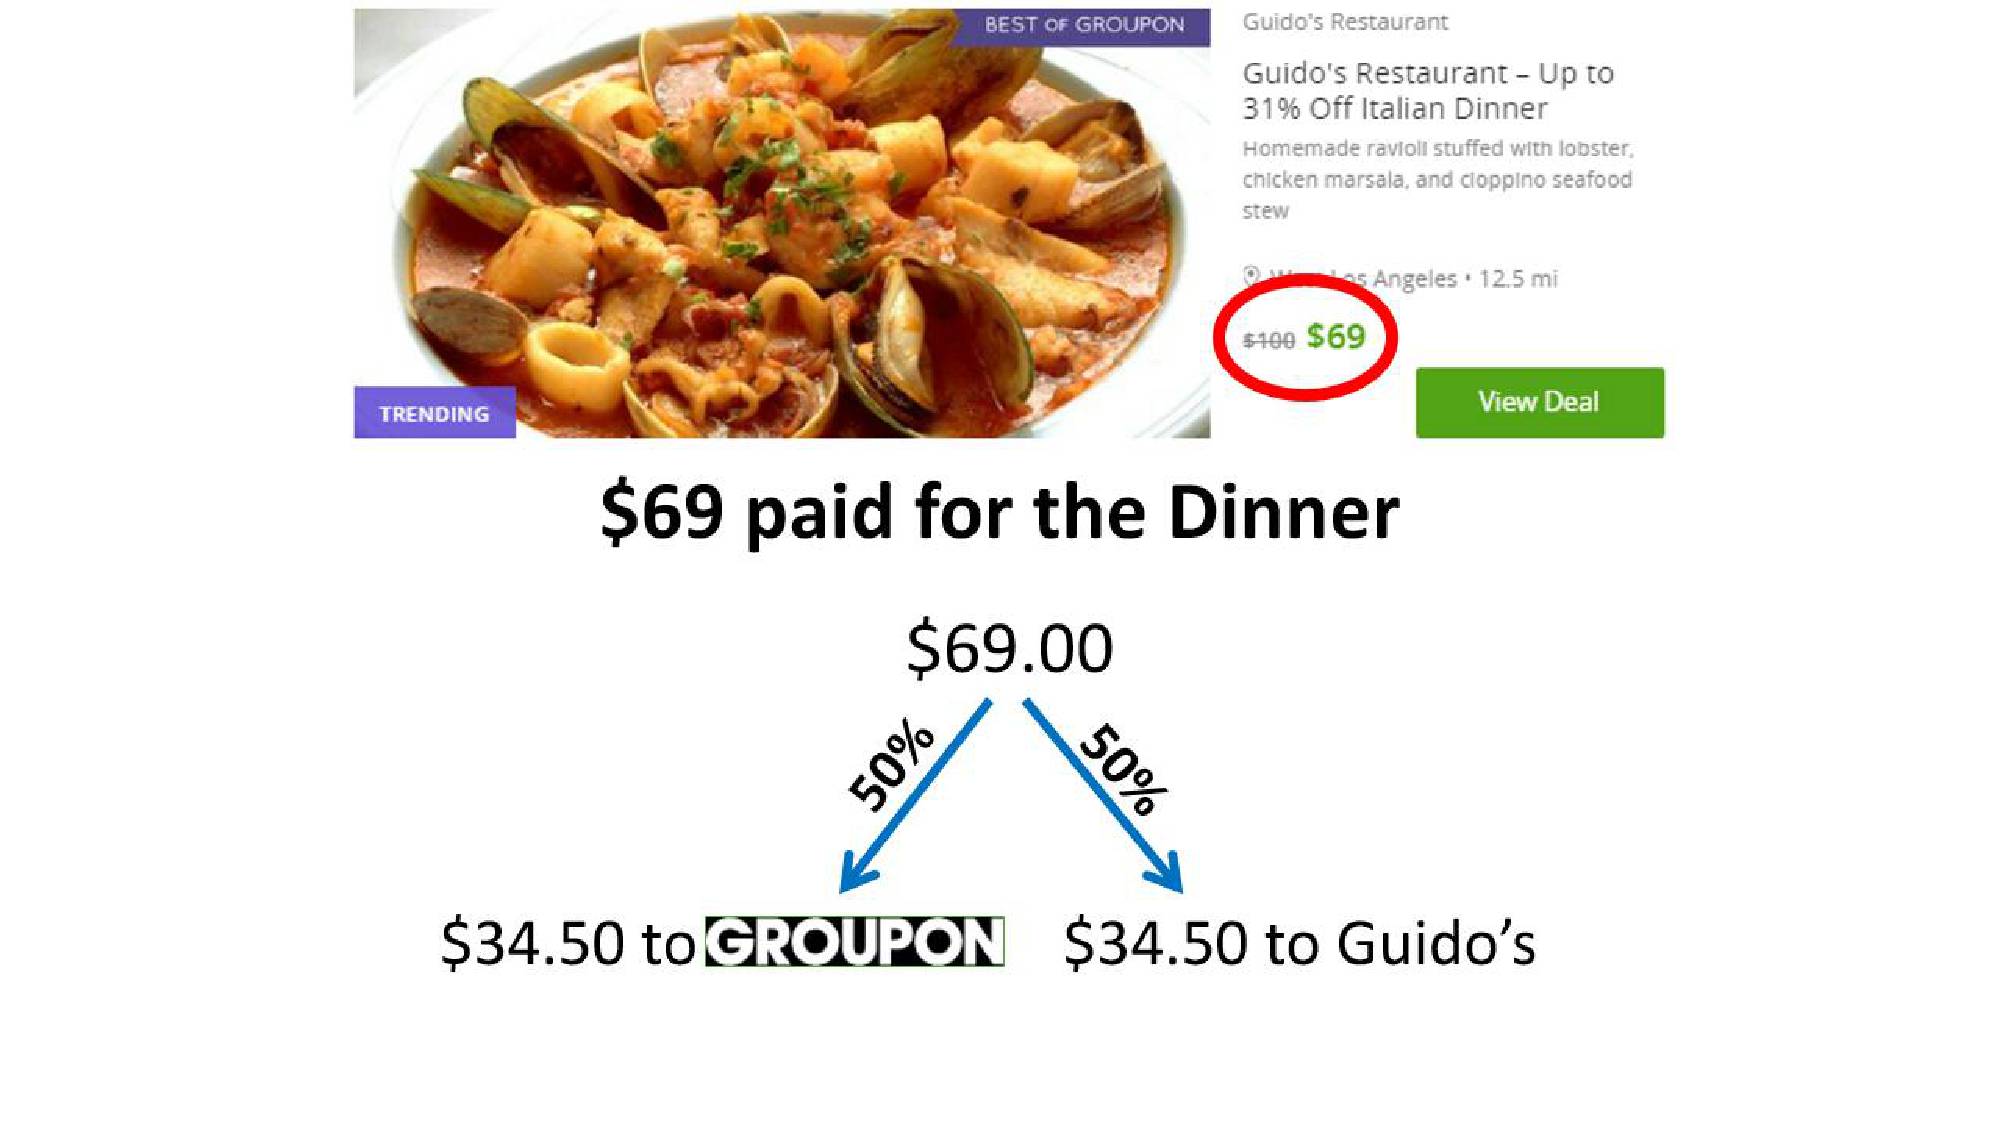 BEST OF GROUPON
Guido's Restaurant
Guido's Restaurant – Up to
31% Off Italian Dinner
Homemade ravioli stuffed with lobster,
chicken marsala, and cioppino seafood
stew
Los Angeles • 12.5 mi
$100 $69
View Deal
TRENDING
$69 paid for the Dinner
$69.00
50%
50%
$34.50 to GROUPON
$34.50 to Guido’s